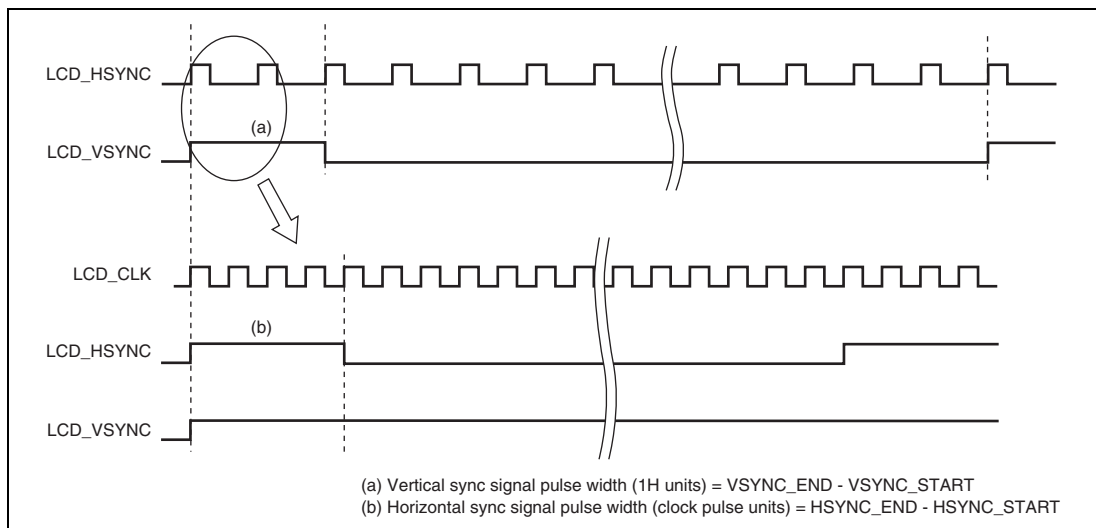 LCD_HSYNC
(a)
LCD_VSYNC
LCD_CLK
(b)
LCD_HSYNC
LCD_VSYNC
(a) Vertical sync signal pulse width (1H units) = VSYNC_END - VSYNC_START
(b) Horizontal sync signal pulse width (clock pulse units) = HSYNC_END - HSYNC_START